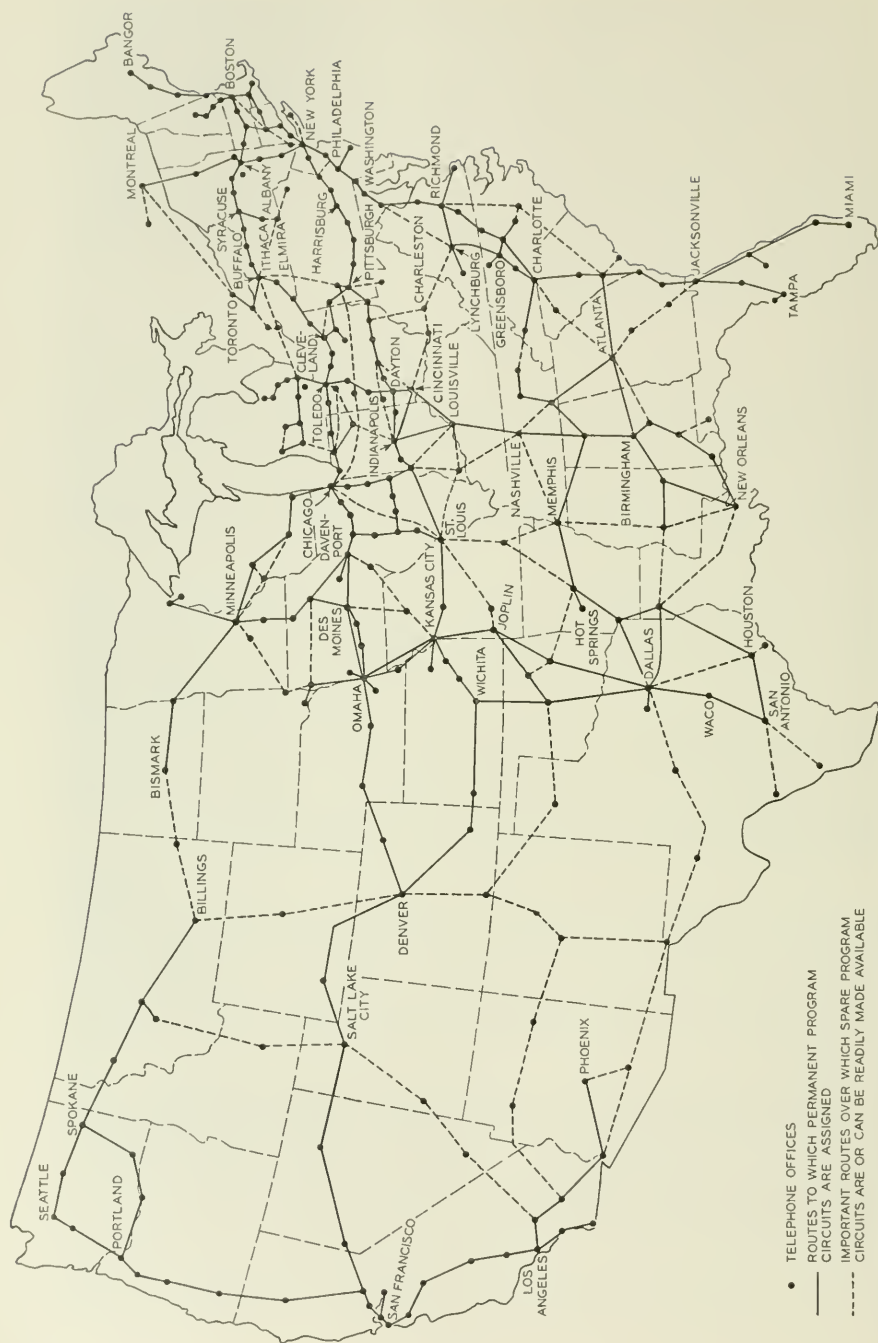 SEATTLE
SPOKANE
PORTLAND
BILLINGS
BISMARK
MINNEAPOLIS
SAN FRANCISCO
SALT LAKE
CITY
DENVER
OMAHA
DES
MOINES
CHICAGO
DAVEN-
PORT
LOS
ANGELES
PHOENIX
WICHITA
KANSAS CITY
JOPLIN
ST.
LOUIS
HOT
SPRINGS
DALLAS
WACO
SAN
ANTONIO
HOUSTON
NEW ORLEANS
MEMPHIS
NASHVILLE
BIRMINGHAM
ATLANTA
INDIANAPOLIS
TOLEDO
CLEVE-
LAND
DAYTON
CINCINNATI
LOUISVILLE
CHARLESTON
PITTSBURGH
HARRISBURG
TORONTO
BUFFALO
SYRACUSE
ITHACA
ELMIRA
ALBANY
MONTREAL
BANGOR
BOSTON
NEW YORK
PHILADELPHIA
WASHINGTON
RICHMOND
LYNCHBURG
GREENSBORO
CHARLOTTE
JACKSONVILLE
TAMPA
MIAMI
TELEPHONE OFFICES
ROUTES TO WHICH PERMANENT PROGRAM
CIRCUITS ARE ASSIGNED
IMPORTANT ROUTES OVER WHICH SPARE PROGRAM
CIRCUITS ARE OR CAN BE READILY MADE AVAILABLE